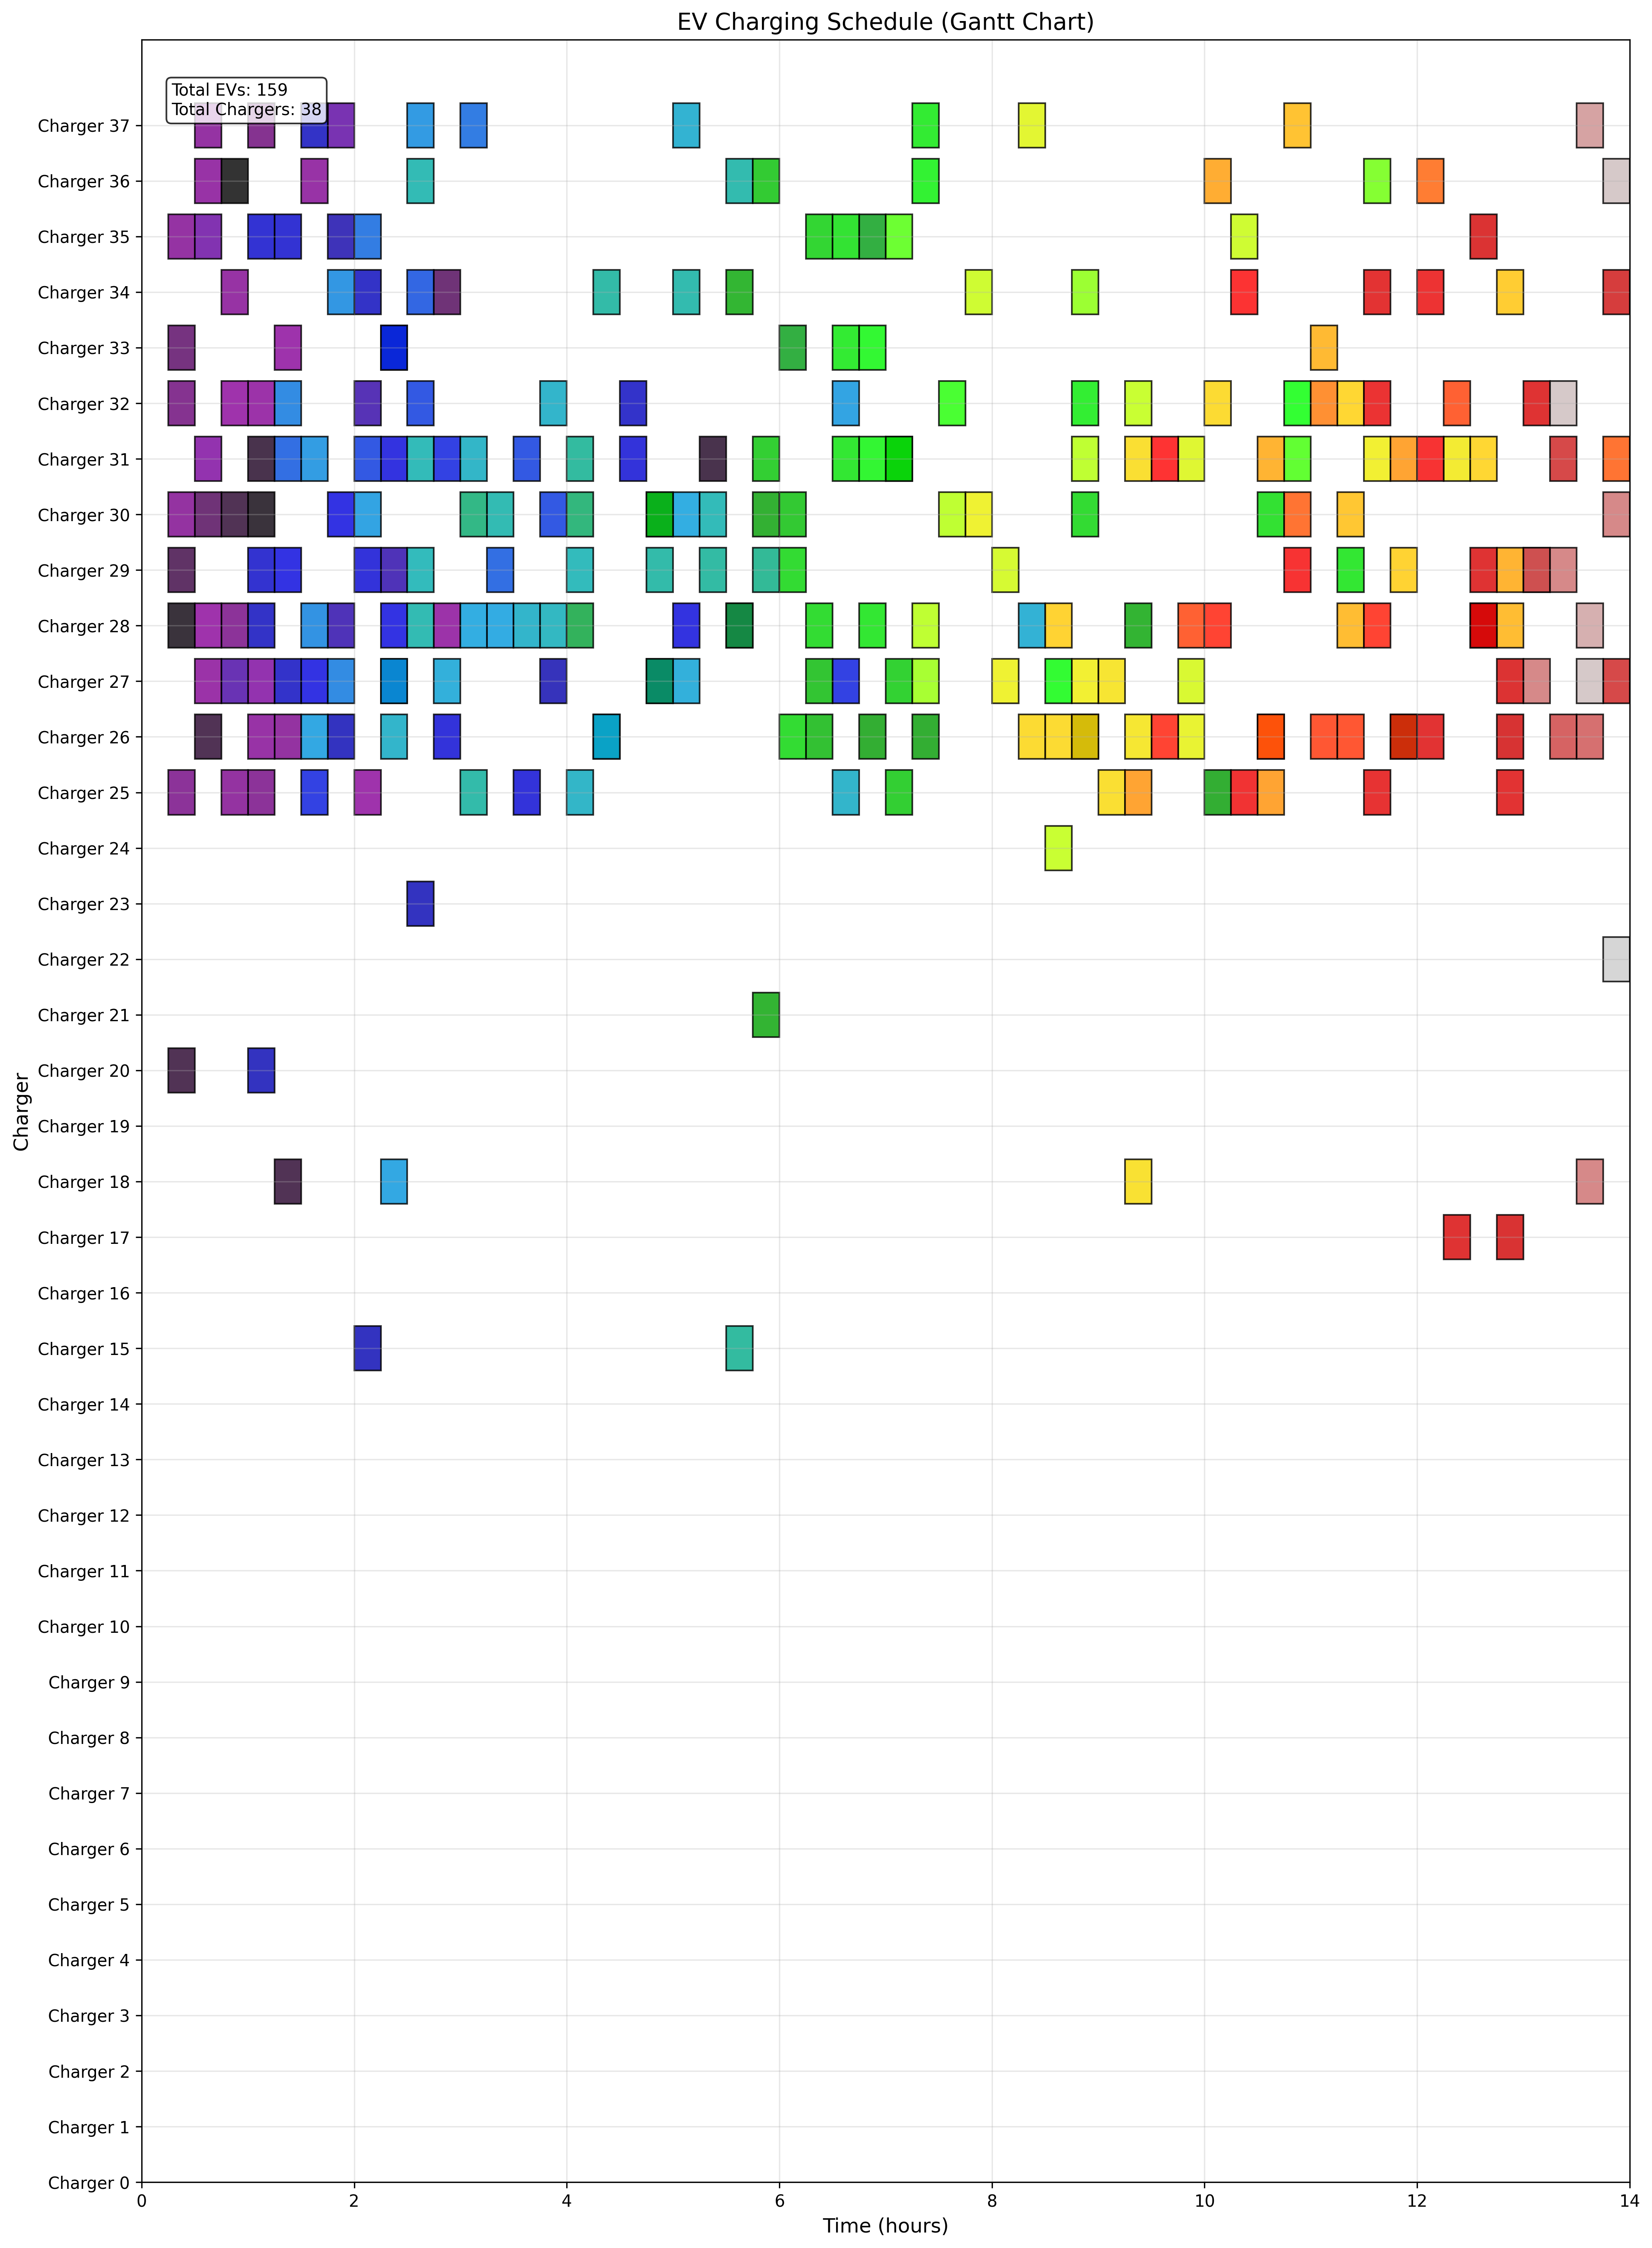 EV Charging Schedule (Gantt Chart)
Total EVs: 159
Total Chargers: 38
Charger 37
Charger 36
Charger 35
Charger 34
Charger 33
Charger 32
Charger 31
Charger 30
Charger 29
Charger 28
Charger 27
Charger 26
Charger 25
Charger 24
Charger 23
Charger 22
Charger 21
Charger 20
Charger 19
Charger 18
Charger 17
Charger 16
Charger 15
Charger 14
Charger 13
Charger 12
Charger 11
Charger 10
Charger 9
Charger 8
Charger 7
Charger 6
Charger 5
Charger 4
Charger 3
Charger 2
Charger 1
Charger 0
Charger
0 2 4 6 8 10 12 14
Time (hours)